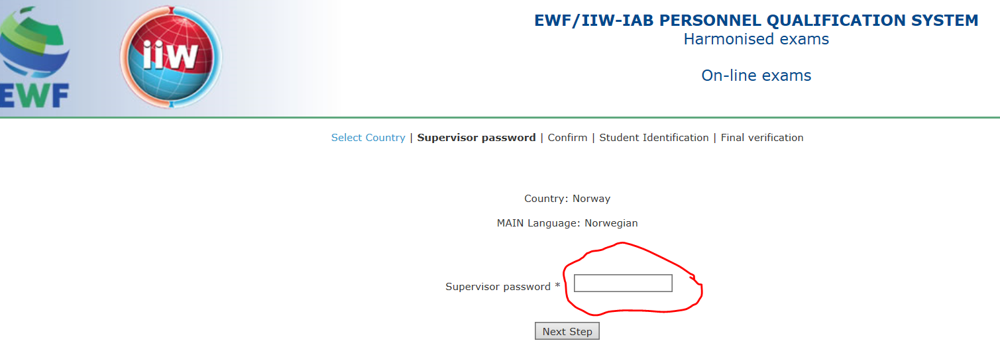 EWF/IIW-IAB PERSONNEL QUALIFICATION SYSTEM
Harmonised exams
On-line exams
EWF
iiw
Select Country | Supervisor password | Confirm | Student Identification | Final verification
Country: Norway
MAIN Language: Norwegian
Supervisor password *
Next Step